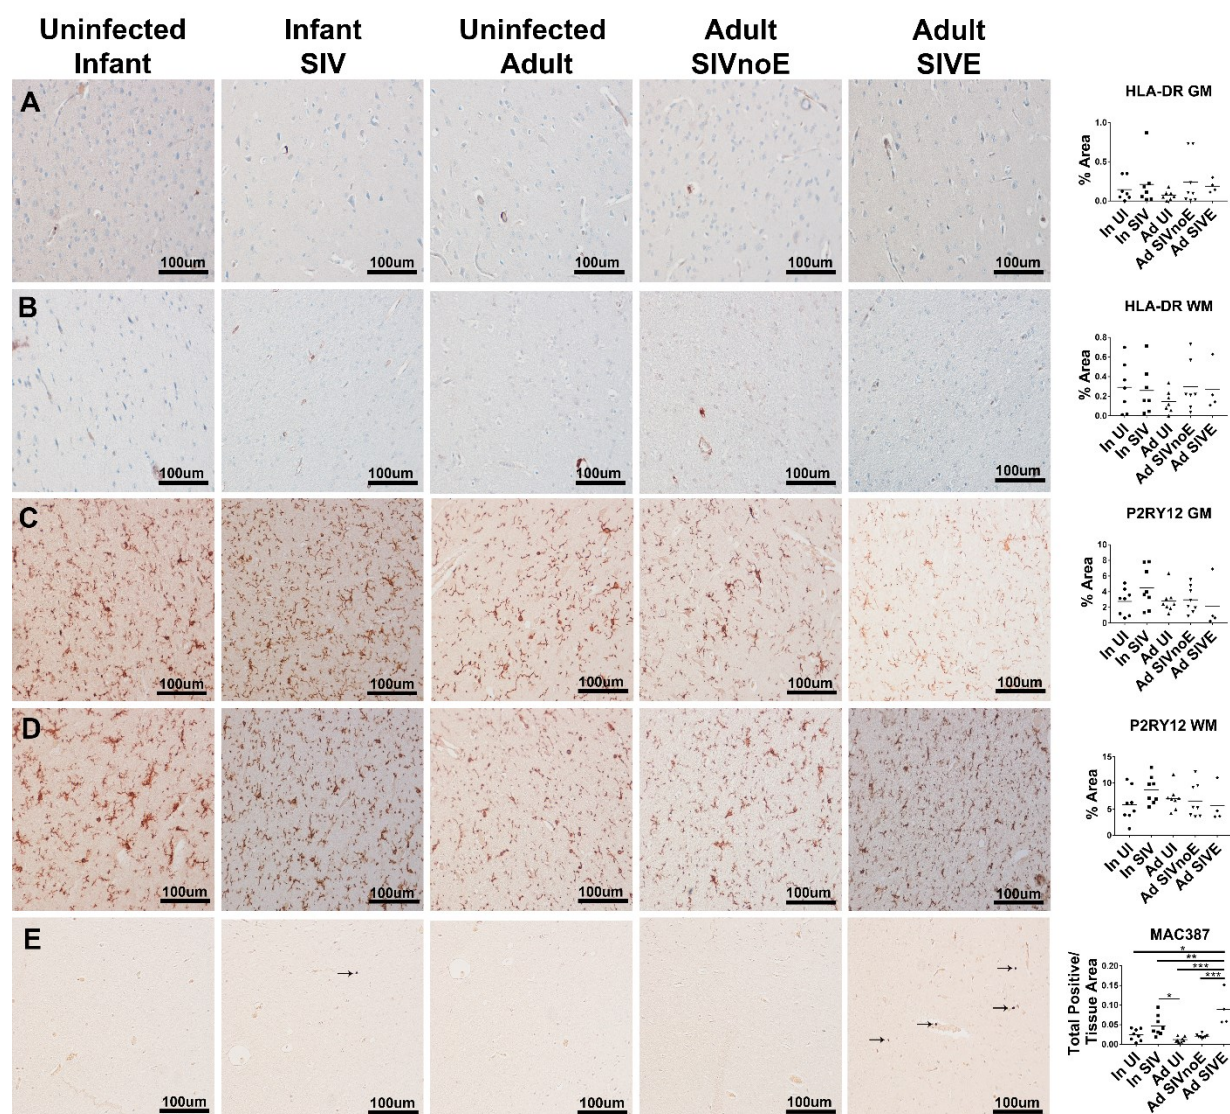 Uninfected Infant Uninfected Adult Adult
Infant SIV Adult SIVnoE SIVE
A
100um 100um 100um 100um 100um
HLA-DR GM
% Area
1.0
0.5
0.0
In UI In SIV Ad UI Ad SIVnoE Ad SIVE
B
100um 100um 100um 100um 100um
HLA-DR WM
% Area
0.8
0.6
0.4
0.2
0.0
In UI In SIV Ad UI Ad SIVnoE Ad SIVE
C
100um 100um 100um 100um 100um
P2RY12 GM
% Area
10
8
6
4
2
0
In UI In SIV Ad UI Ad SIVnoE Ad SIVE
D
100um 100um 100um 100um 100um
P2RY12 WM
% Area
15
10
5
0
In UI In SIV Ad UI Ad SIVnoE Ad SIVE
E
100um 100um 100um 100um 100um
MAC387
Total Positive/
Tissue Area
*
**
***
***
*
0.20
0.15
0.10
0.05
0.00
In UI In SIV Ad UI Ad SIVnoE Ad SIVE